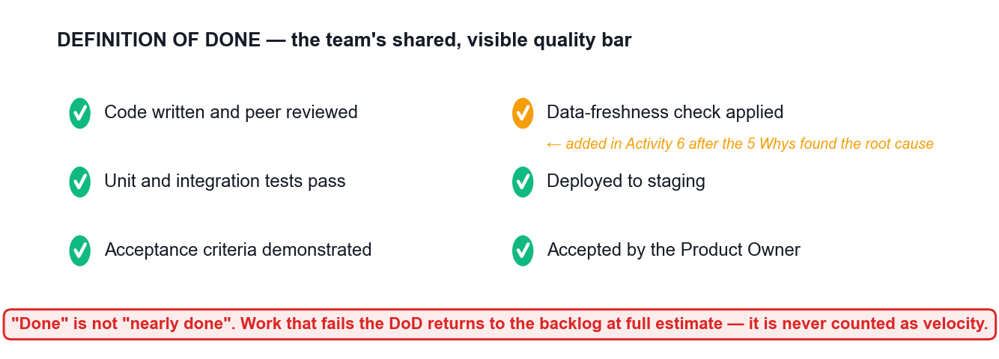 DEFINITION OF DONE — the team's shared, visible quality bar
Code written and peer reviewed
Unit and integration tests pass
Acceptance criteria demonstrated
Data-freshness check applied
← added in Activity 6 after the 5 Whys found the root cause
Deployed to staging
Accepted by the Product Owner
"Done" is not "nearly done". Work that fails the DoD returns to the backlog at full estimate — it is never counted as velocity.